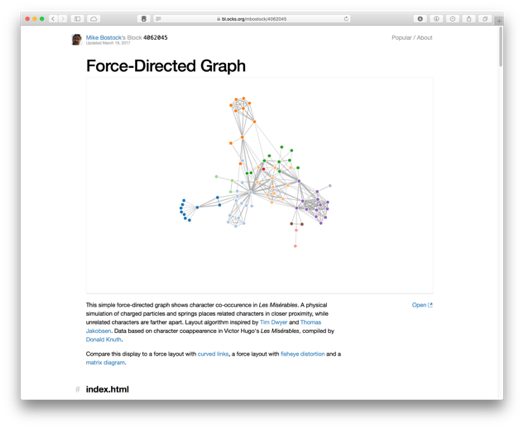 bl.ocks.org/mbostock/4062045
Mike Bostock's Block 4062045
Updated March 18, 2017
Popular / About
Force-Directed Graph
This simple force-directed graph shows character co-occurence in Les Misérables. A physical
Open
simulation of charged particles and springs places related characters in closer proximity, while
unrelated characters are farther apart. Layout algorithm inspired by Tim Dwyer and Thomas
Jakobsen. Data based on character coappearence in Victor Hugo's Les Misérables, compiled by
Donald Knuth.
Compare this display to a force layout with curved links, a force layout with fisheye distortion and a
matrix diagram.
# index.html